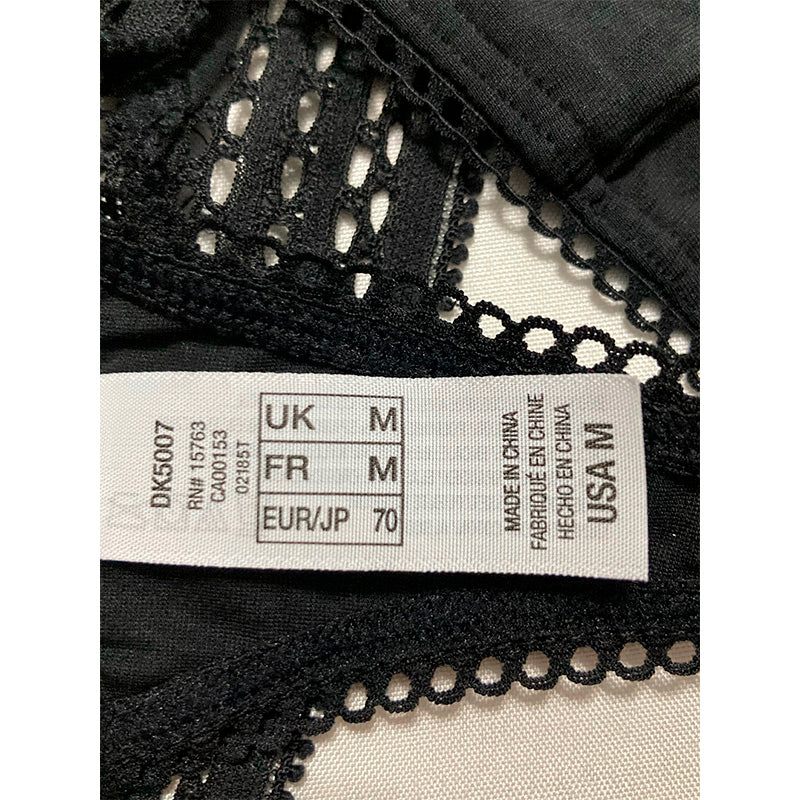 DK5007
RN# 15763
CA00153
02185T
UK M
FR M
EUR/JP 70
MADE IN CHINA
FABRIQUÉ EN CHINE
HECHO EN CHINA
USA M